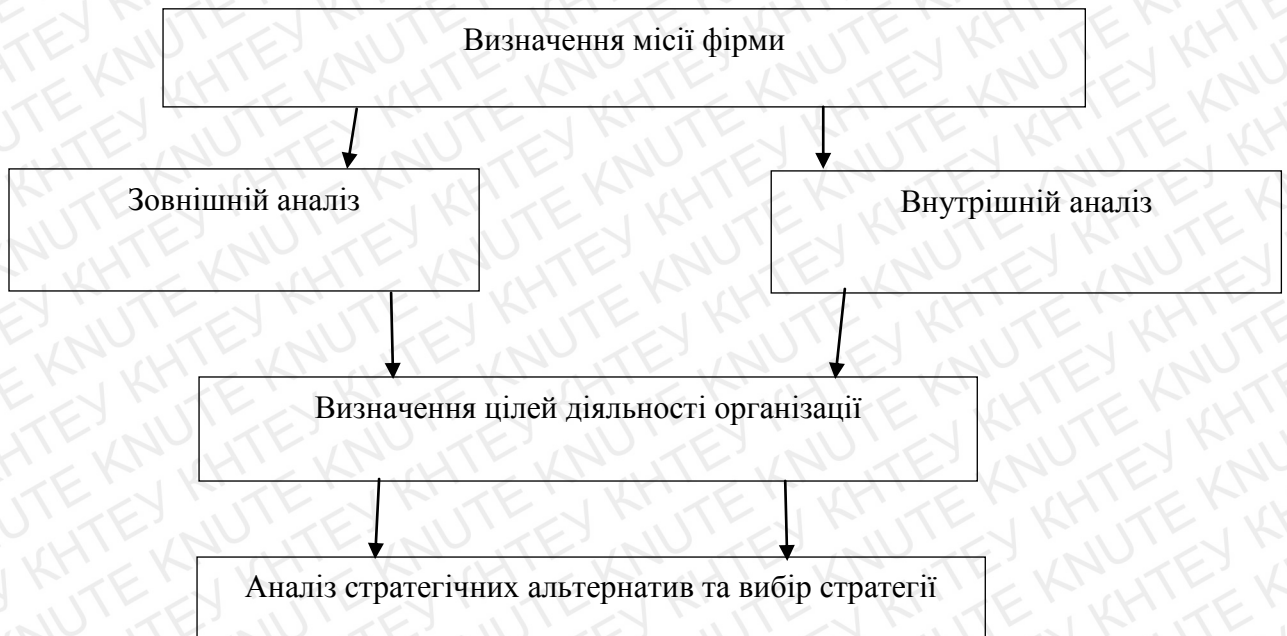 Визначення місії фірми
Зовнішній аналіз
Внутрішній аналіз
Визначення цілей діяльності організації
Аналіз стратегічних альтернатив та вибір стратегії